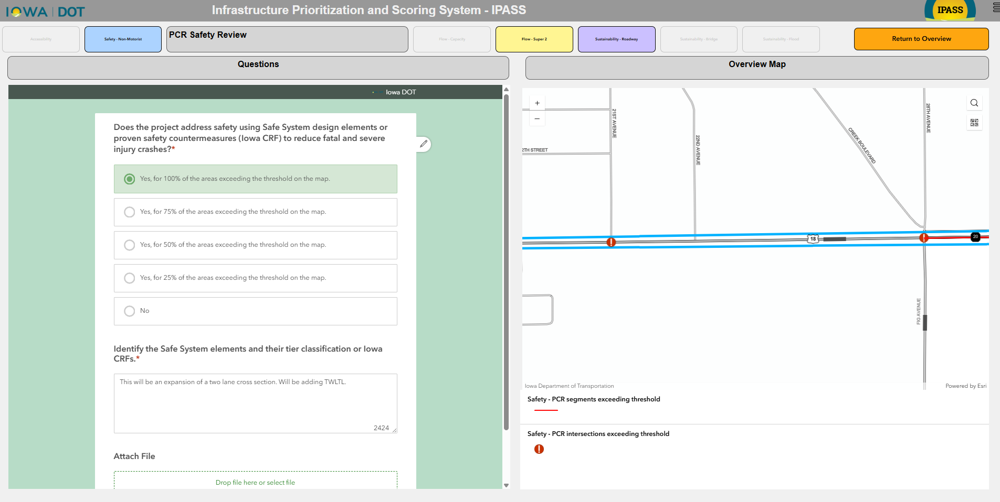 IOWA DOT
Infrastructure Prioritization and Scoring System - IPASS
IPASS
Accessibility
Safety - Non-Motorist
PCR Safety Review
Flow - Capacity
Flow - Super 2
Sustainability - Roadway
Sustainability - Bridge
Sustainability - Flood
Return to Overview
Questions
Overview Map
Iowa DOT
Does the project address safety using Safe System design elements or
proven safety countermeasures (Iowa CRF) to reduce fatal and severe
injury crashes?*
Yes, for 100% of the areas exceeding the threshold on the map.
Yes, for 75% of the areas exceeding the threshold on the map.
Yes, for 50% of the areas exceeding the threshold on the map.
Yes, for 25% of the areas exceeding the threshold on the map.
No
Identify the Safe System elements and their tier classification or Iowa
CRFs.*
This will be an expansion of a two lane cross section. Will be adding TWLTL.
2424
Attach File
Drop file here or select file
+
−
21ST AVENUE
2TH STREET
22ND AVENUE
CREEK BOULEVARD
28TH AVENUE
18
20
FIG AVENUE
Iowa Department of Transportation
Powered by Esri
Safety - PCR segments exceeding threshold
Safety - PCR intersections exceeding threshold